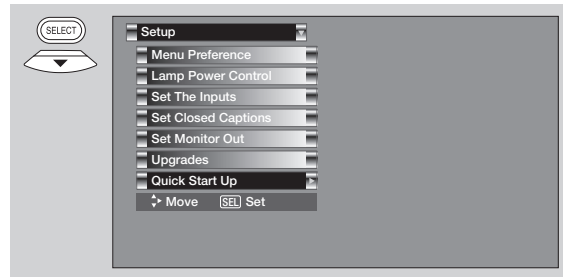 SELECT
Setup
Menu Preference
Lamp Power Control
Set The Inputs
Set Closed Captions
Set Monitor Out
Upgrades
Quick Start Up
Move SEL Set